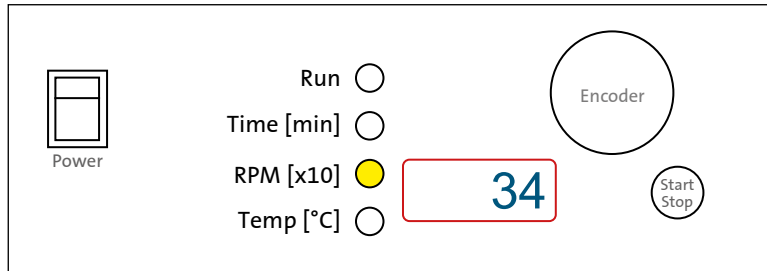 Run
Time [min]
RPM [x10]
Temp [°C]
Power
34
Encoder
Start
Stop